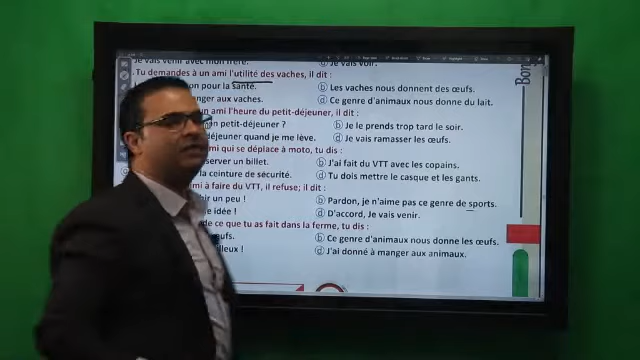 je vais venir avec mon frère. ⓓ Je vais voir.
Tu demandes à un ami l'utilité des vaches, il dit :
on pour la santé. ⓑ Les vaches nous donnent des œufs.
anger aux vaches. ⓓ Ce genre d'animaux nous donne du lait.
un ami l'heure du petit-déjeuner, il dit :
on petit-déjeuner ? ⓑ Je le prends trop tard le soir.
déjeuner quand je me lève. ⓓ Je vais ramasser les œufs.
mi qui se déplace à moto, tu dis :
server un billet. ⓑ J'ai fait du VTT avec les copains.
la ceinture de sécurité. ⓓ Tu dois mettre le casque et les gants.
mi à faire du VTT, il refuse; il dit :
ir un peu ! ⓑ Pardon, je n'aime pas ce genre de sports.
e idée ! ⓓ D'accord, Je vais venir.
de ce que tu as fait dans la ferme, tu dis :
œufs. ⓑ Ce genre d'animaux nous donne les œufs.
illeux ! ⓓ J'ai donné à manger aux animaux.
Bon